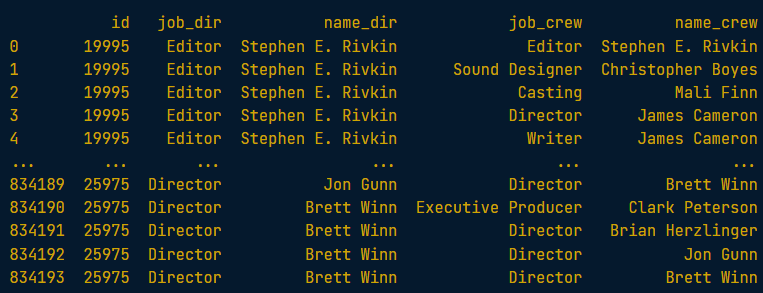 id job_dir name_dir job_crew name_crew
0 19995 Editor Stephen E. Rivkin Editor Stephen E. Rivkin
1 19995 Editor Stephen E. Rivkin Sound Designer Christopher Boyes
2 19995 Editor Stephen E. Rivkin Casting Mali Finn
3 19995 Editor Stephen E. Rivkin Director James Cameron
4 19995 Editor Stephen E. Rivkin Writer James Cameron
... ... ... ... ... ...
834189 25975 Director Jon Gunn Director Brett Winn
834190 25975 Director Brett Winn Executive Producer Clark Peterson
834191 25975 Director Brett Winn Director Brian Herzlinger
834192 25975 Director Brett Winn Director Jon Gunn
834193 25975 Director Brett Winn Director Brett Winn